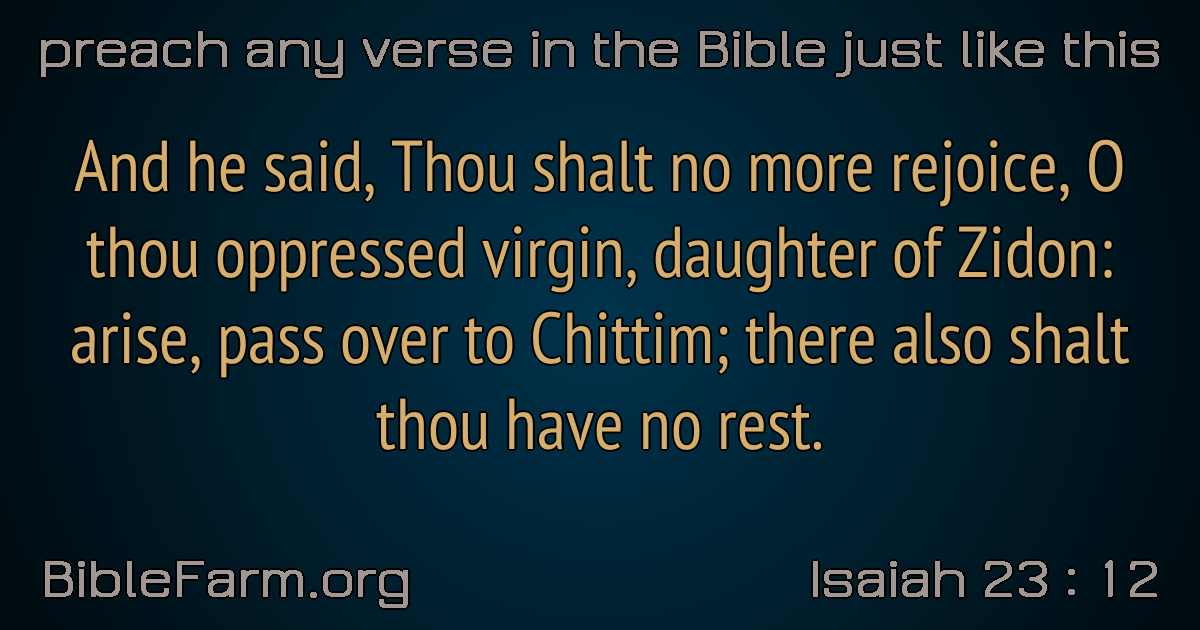 preach any verse in the Bible just like this
And he said, Thou shalt no more rejoice, O
thou oppressed virgin, daughter of Zidon:
arise, pass over to Chittim; there also shalt
thou have no rest.
BibleFarm.org
Isaiah 23 : 12